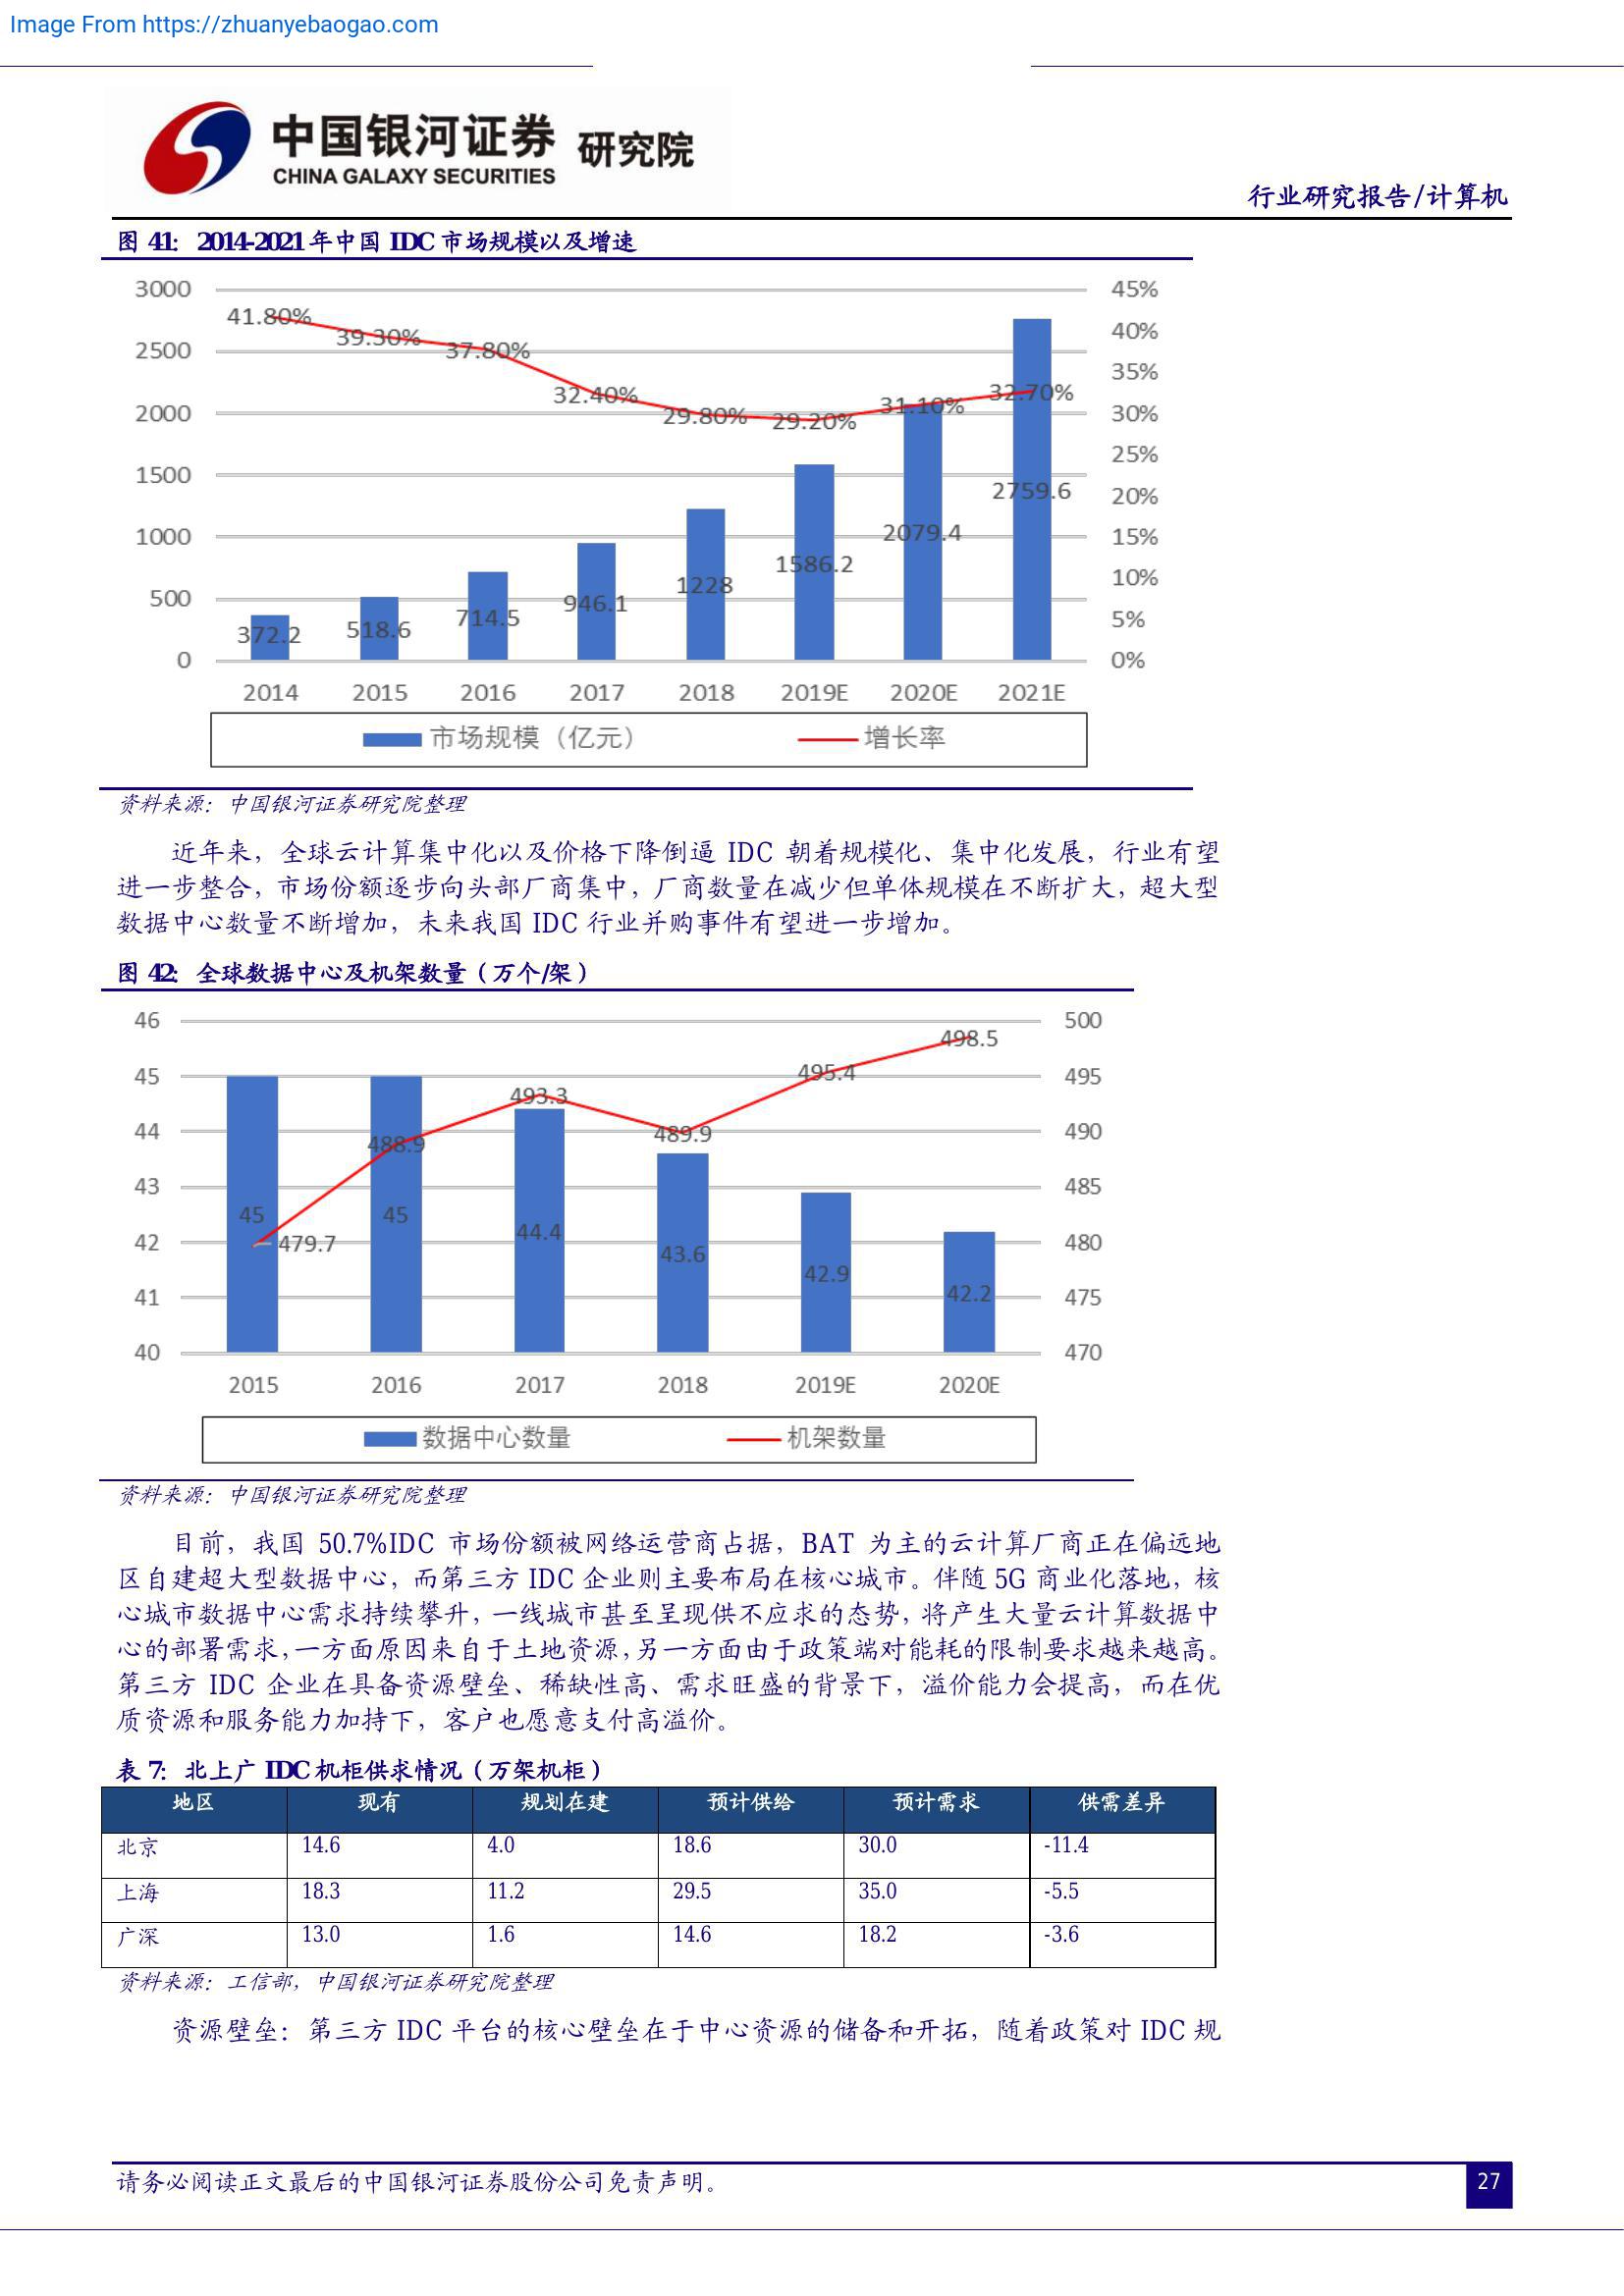 Image From https://zhuanyebaogao.com
中国银河证券 研究院
CHINA GALAXY SECURITIES
行业研究报告/计算机
图 41: 2014-2021 年中国 IDC 市场规模以及增速
3000
2500
2000
1500
1000
500
0
45%
40%
35%
30%
25%
20%
15%
10%
5%
0%
41.80% 39.30% 37.80% 32.40% 29.80% 29.20% 31.10% 32.70%
372.2 518.6 714.5 946.1 1228 1586.2 2079.4 2759.6
2014 2015 2016 2017 2018 2019E 2020E 2021E
市场规模（亿元） 增长率
资料来源：中国银河证券研究院整理
近年来，全球云计算集中化以及价格下降倒逼 IDC 朝着规模化、集中化发展，行业有望
进一步整合，市场份额逐步向头部厂商集中，厂商数量在减少但单体规模在不断扩大，超大型
数据中心数量不断增加，未来我国 IDC 行业并购事件有望进一步增加。
图 42: 全球数据中心及机架数量（万个/架）
46
45
44
43
42
41
40
500
495
490
485
480
475
470
479.7 488.9 493.3 489.9 495.4 498.5
45 45 44.4 43.6 42.9 42.2
2015 2016 2017 2018 2019E 2020E
数据中心数量 机架数量
资料来源：中国银河证券研究院整理
目前，我国 50.7%IDC 市场份额被网络运营商占据，BAT 为主的云计算厂商正在偏远地
区自建超大型数据中心，而第三方 IDC 企业则主要布局在核心城市。伴随 5G 商业化落地，核
心城市数据中心需求持续攀升，一线城市甚至呈现供不应求的态势，将产生大量云计算数据中
心的部署需求，一方面原因来自于土地资源，另一方面由于政策端对能耗的限制要求越来越高。
第三方 IDC 企业在具备资源壁垒、稀缺性高、需求旺盛的背景下，溢价能力会提高，而在优
质资源和服务能力加持下，客户也愿意支付高溢价。
表 7: 北上广 IDC 机柜供求情况（万架机柜）
地区 现有 规划在建 预计供给 预计需求 供需差异
北京 14.6 4.0 18.6 30.0 -11.4
上海 18.3 11.2 29.5 35.0 -5.5
广深 13.0 1.6 14.6 18.2 -3.6
资料来源：工信部，中国银河证券研究院整理
资源壁垒：第三方 IDC 平台的核心壁垒在于中心资源的储备和开拓，随着政策对 IDC 规
请务必阅读正文最后的中国银河证券股份公司免责声明。
27